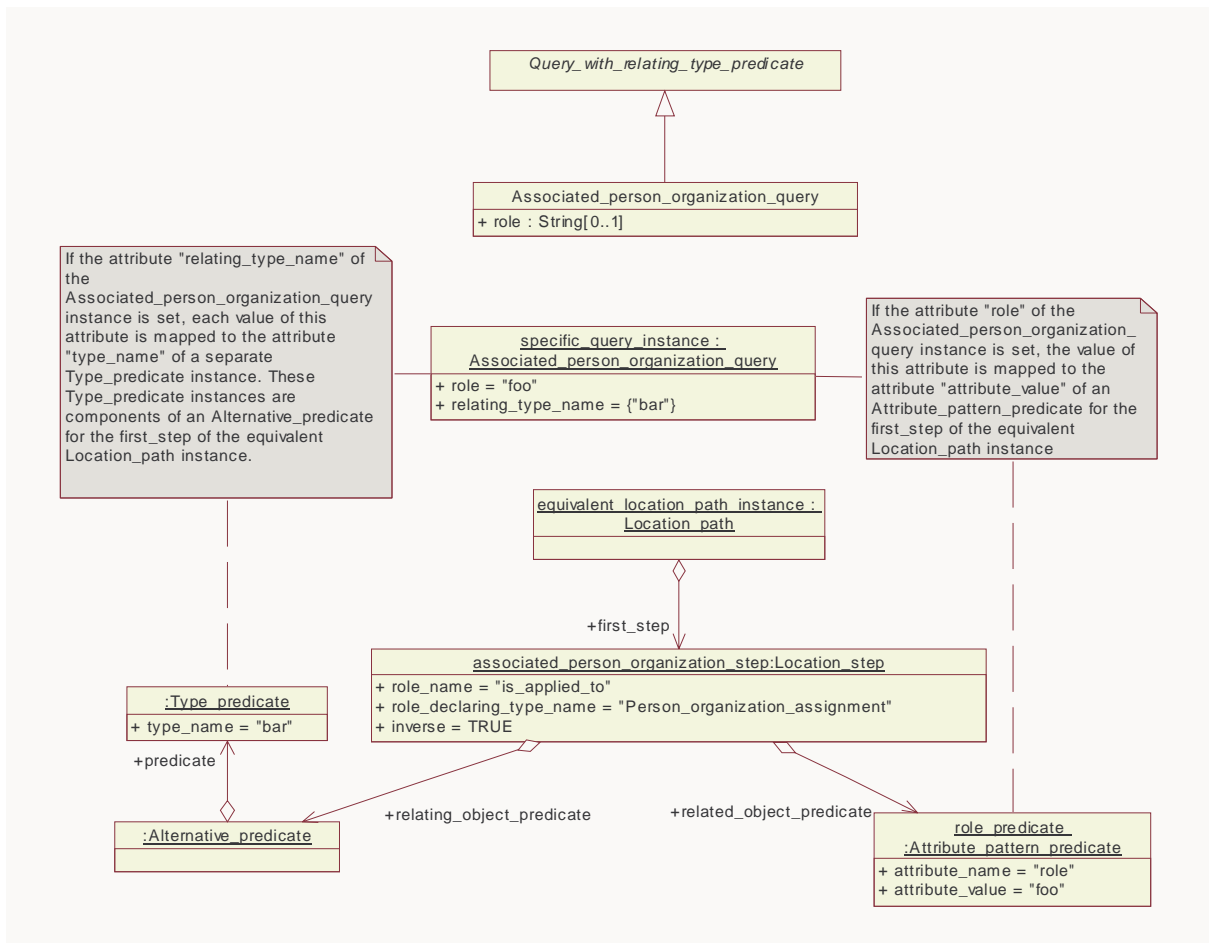 Query_with_relating_type_predicate
Associated_person_organization_query
+ role : String[0..1]
If the attribute "relating_type_name" of
the
Associated_person_organization_query
instance is set, each value of this
attribute is mapped to the attribute
"type_name" of a separate
Type_predicate instance. These
Type_predicate instances are
components of an Alternative_predicate
for the first_step of the equivalent
Location_path instance.
specific_query_instance :
Associated_person_organization_query
+ role = "foo"
+ relating_type_name = {"bar"}
If the attribute "role" of the
Associated_person_organization_
query instance is set, the value of
this attribute is mapped to the
attribute "attribute_value" of an
Attribute_pattern_predicate for the
first_step of the equivalent
Location_path instance
equivalent_location_path_instance :
Location_path
+first_step
associated_person_organization_step:Location_step
+ role_name = "is_applied_to"
+ role_declaring_type_name = "Person_organization_assignment"
+ inverse = TRUE
:Type_predicate
+ type_name = "bar"
+predicate
:Alternative_predicate
+relating_object_predicate
+related_object_predicate
role_predicate
:Attribute_pattern_predicate
+ attribute_name = "role"
+ attribute_value = "foo"